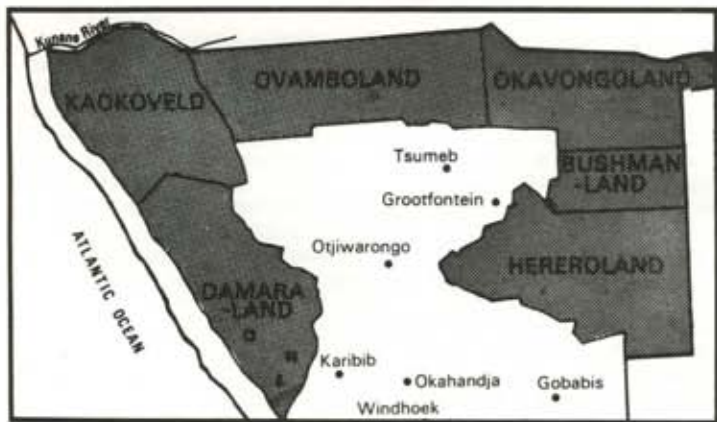 Kunene River
OVAMBOLAND
OKAVONGOLAND
KAOKOVELD
Tsumeb
BUSHMAN
-LAND
Grootfontein
ATLANTIC OCEAN
Otjiwarongo
HEREROLAND
DAMARA
-LAND
Karibib
Okahandja
Gobabis
Windhoek